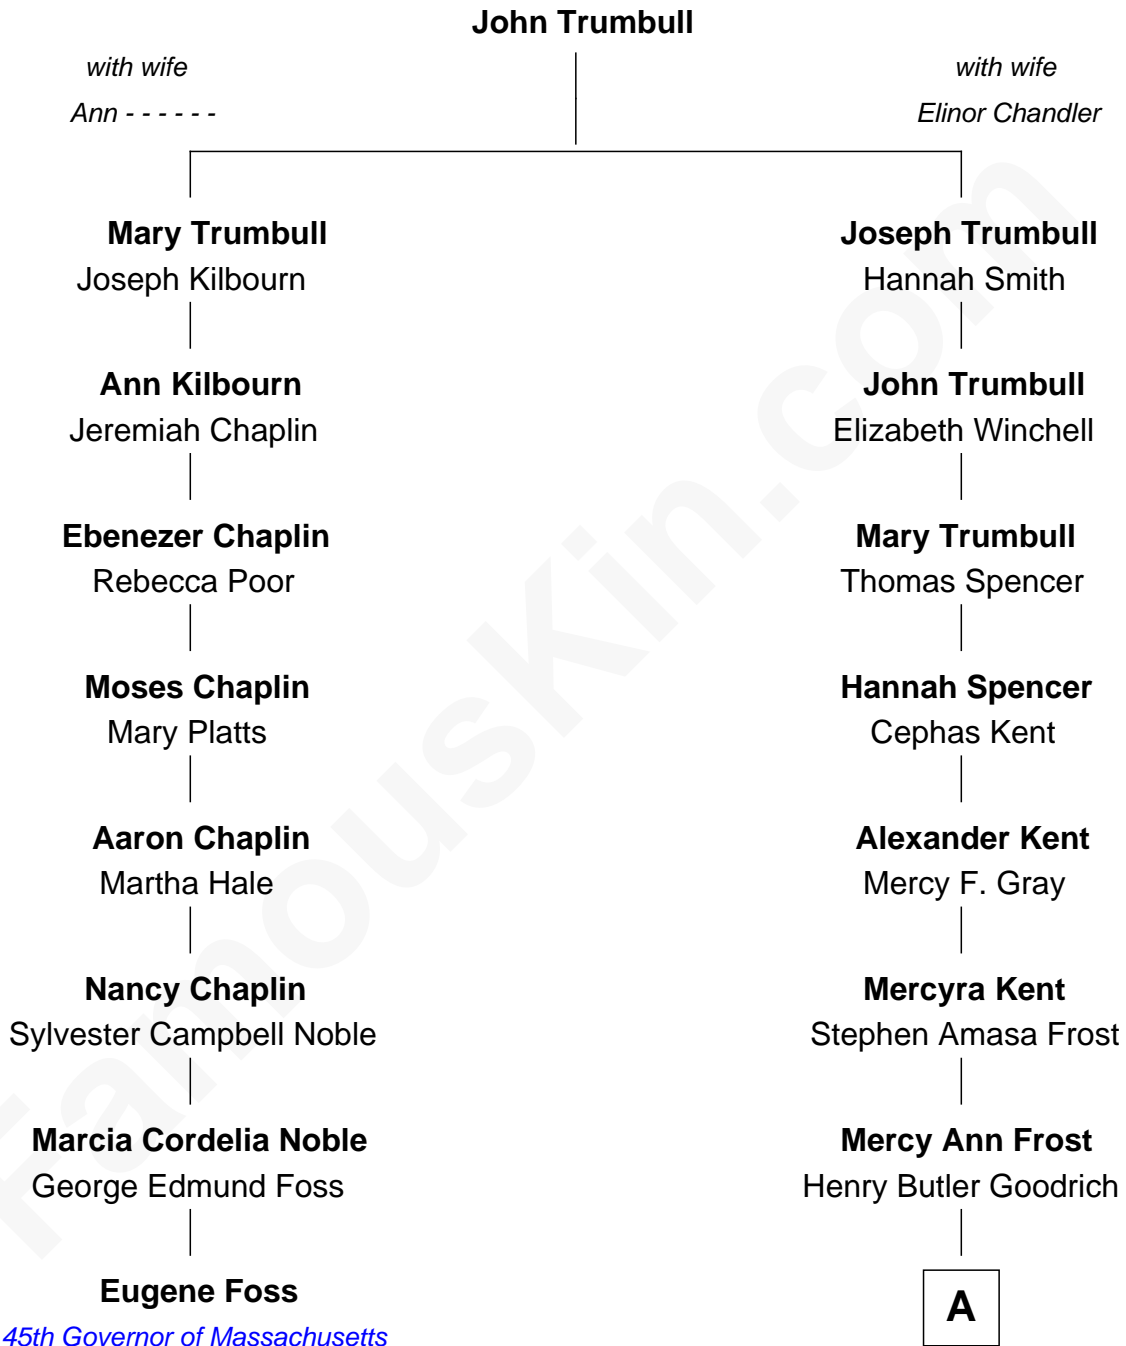 John Trumbull
with wife
with wife
Ann - - - - - -
Elinor Chandler
Mary Trumbull
Joseph Trumbull
Joseph Kilbourn
Hannah Smith
Ann Kilbourn
John Trumbull
Jeremiah Chaplin
Elizabeth Winchell
Ebenezer Chaplin
Mary Trumbull
Rebecca Poor
Thomas Spencer
Moses Chaplin
Hannah Spencer
Mary Platts
Cephas Kent
Aaron Chaplin
Alexander Kent
Martha Hale
Mercy F. Gray
Nancy Chaplin
Mercyra Kent
Sylvester Campbell Noble
Stephen Amasa Frost
Marcia Cordelia Noble
Mercy Ann Frost
George Edmund Foss
Henry Butler Goodrich
Eugene Foss
A
45th Governor of Massachusetts
FamousKin.com